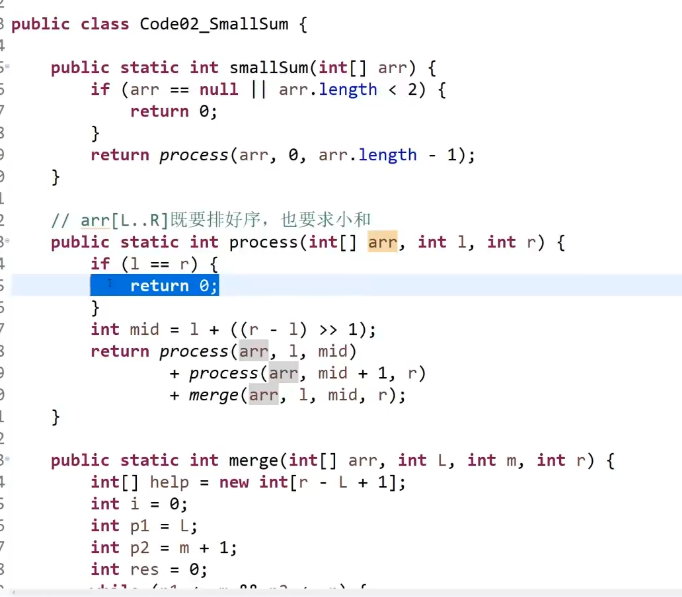 public class Code02_SmallSum {
public static int smallSum(int[] arr) {
if (arr == null || arr.length < 2) {
return 0;
}
return process(arr, 0, arr.length - 1);
}
// arr[L..R]既要排好序，也要求小和
public static int process(int[] arr, int l, int r) {
if (l == r) {
return 0;
}
int mid = l + ((r - l) >> 1);
return process(arr, l, mid)
+ process(arr, mid + 1, r)
+ merge(arr, l, mid, r);
}
public static int merge(int[] arr, int L, int m, int r) {
int[] help = new int[r - L + 1];
int i = 0;
int p1 = L;
int p2 = m + 1;
int res = 0;